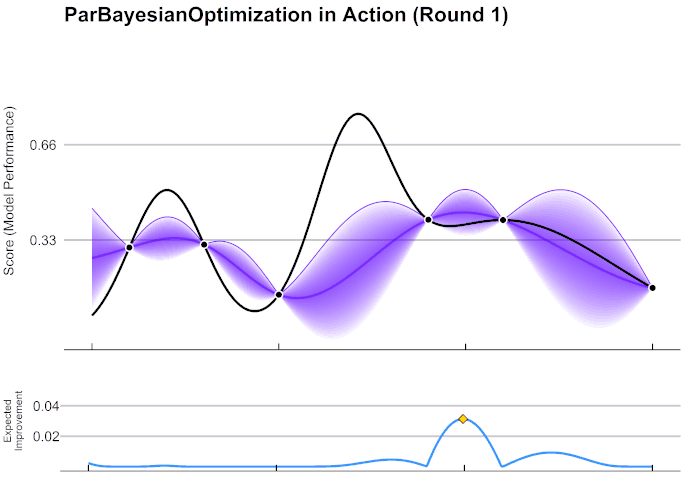 ParBayesianOptimization in Action (Round 1)
Score (Model Performance)
0.66
0.33
Expected
Improvement
0.04
0.02